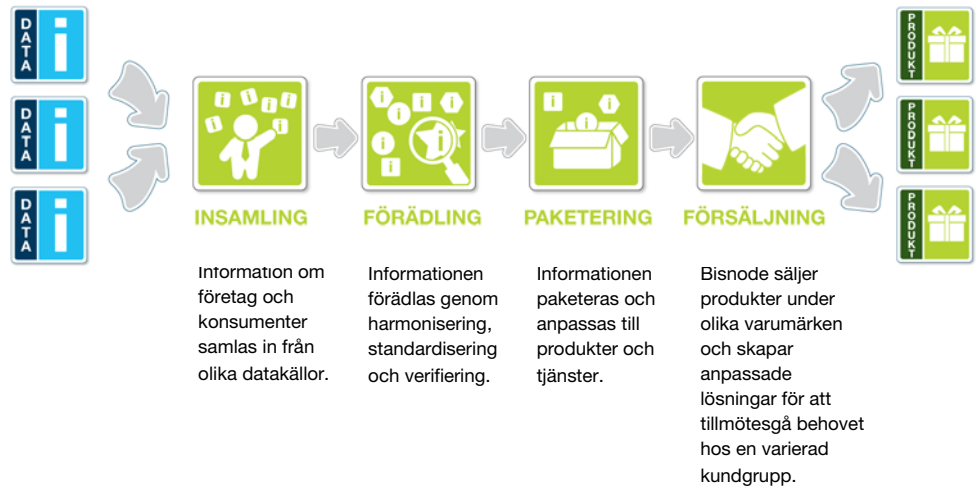 DATA
DATA
DATA
INSAMLING
Information om
företag och
konsumenter
samlas in från
olika datakällor.
FÖRÄDLING
Informationen
förädlas genom
harmonisering,
standardisering
och verifiering.
PAKETERING
Informationen
paketeras och
anpassas till
produkter och
tjänster.
FÖRSÄLJNING
Bisnode säljer
produkter under
olika varumärken
och skapar
anpassade
lösningar för att
tillmötesgå behovet
hos en varierad
kundgrupp.
PRODUKT
PRODUKT
PRODUKT